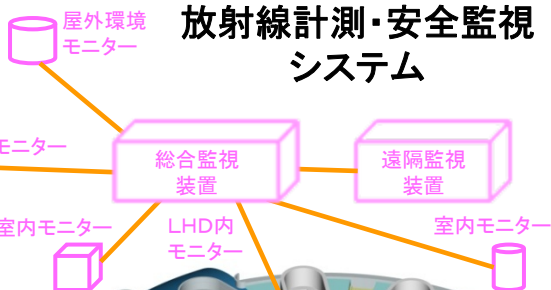 放射線計測・安全監視
システム
屋外環境
モニター
モニター
総合監視
装置
遠隔監視
装置
室内モニター
LHD内
モニター
室内モニター